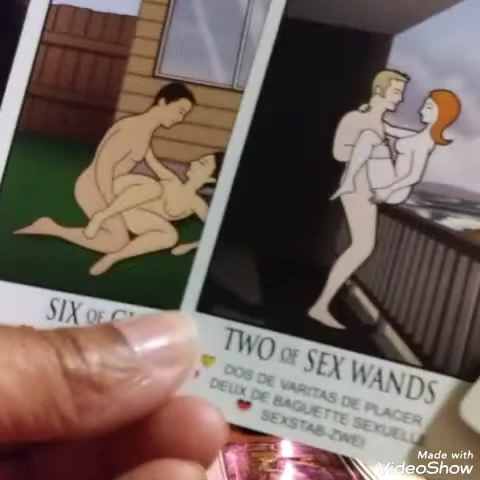 SIX OF
TWO OF SEX WANDS
DOS DE VARITAS DE PLACER
DEUX DE BAGUETTE SEXUELLE
SEXSTAB-ZWEI
Made with
VideoShow